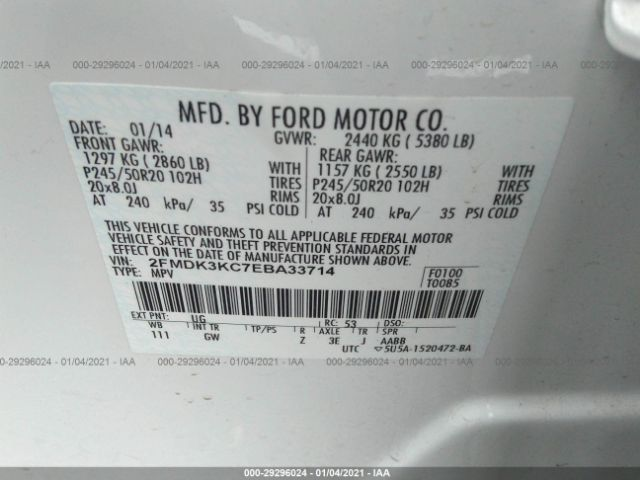 000-29296024 - 01/04/2021 - IAA
MFD. BY FORD MOTOR CO.
DATE: 01/14 GVWR: 2440 KG ( 5380 LB)
FRONT GAWR: REAR GAWR:
1297 KG ( 2860 LB) WITH 1157 KG ( 2550 LB) WITH
P245/50R20 102H TIRES P245/50R20 102H TIRES
20x8.0J RIMS 20x8.0J RIMS
AT 240 kPa/ 35 PSI COLD AT 240 kPa/ 35 PSI COLD
THIS VEHICLE CONFORMS TO ALL APPLICABLE FEDERAL MOTOR
VEHICLE SAFETY AND THEFT PREVENTION STANDARDS IN
EFFECT ON THE DATE OF MANUFACTURE SHOWN ABOVE.
VIN: 2FMDK3KC7EBA33714
TYPE: MPV
F0100
T0085
EXT PNT: UG RC: 53 DSO:
WB INT TR TP/PS R AXLE TR SPR
111 GW Z 3E J AABB
UTC 5U5A-1520472-BA
000-29296024 - 01/04/2021 - IAA
000-29296024 - 01/04/2021 - IAA